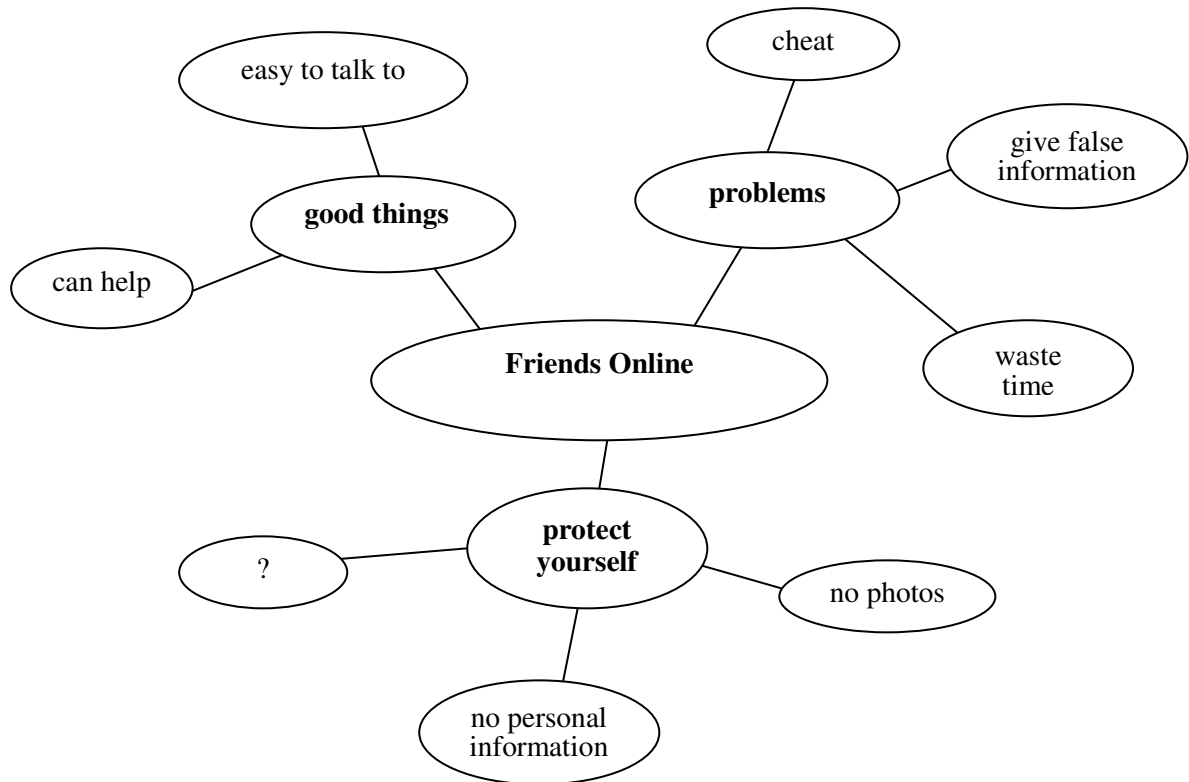 cheat
easy to talk to
give false
information
problems
good things
can help
Friends Online
waste
time
protect
yourself
?
no photos
no personal
information